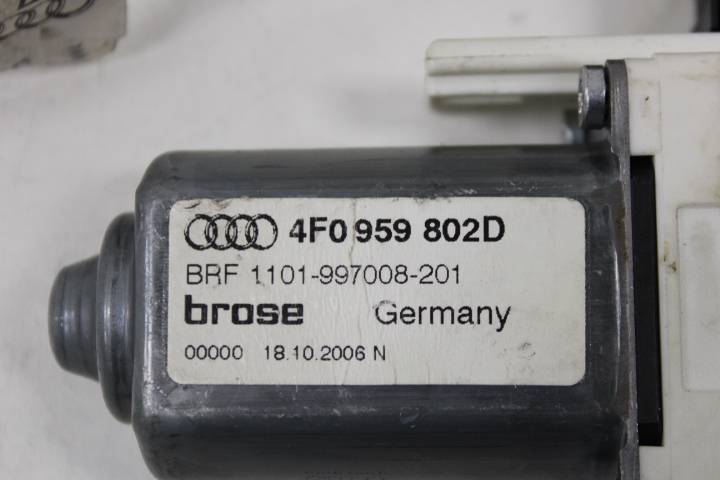 4F0 959 802D
BRF 1101-997008-201
brose Germany
00000 18.10.2006 N